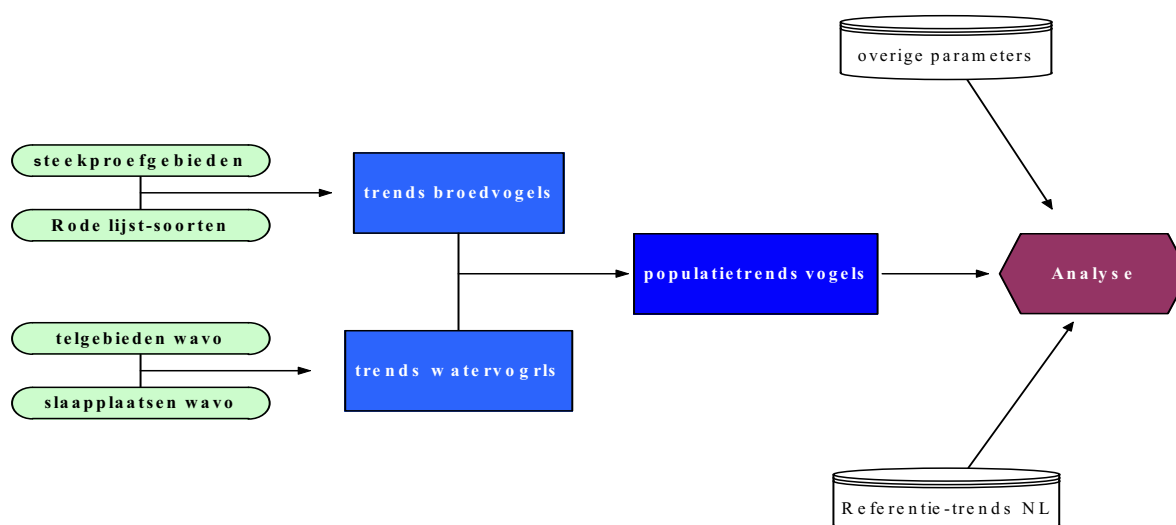 overige parameters
steekproefgebieden
trends broedvogels
Rode lijst-soorten
populatietrends vogels
Analyse
telgebieden wavo
trends watervogrls
slaapplaatsen wavo
Referentie-trends NL